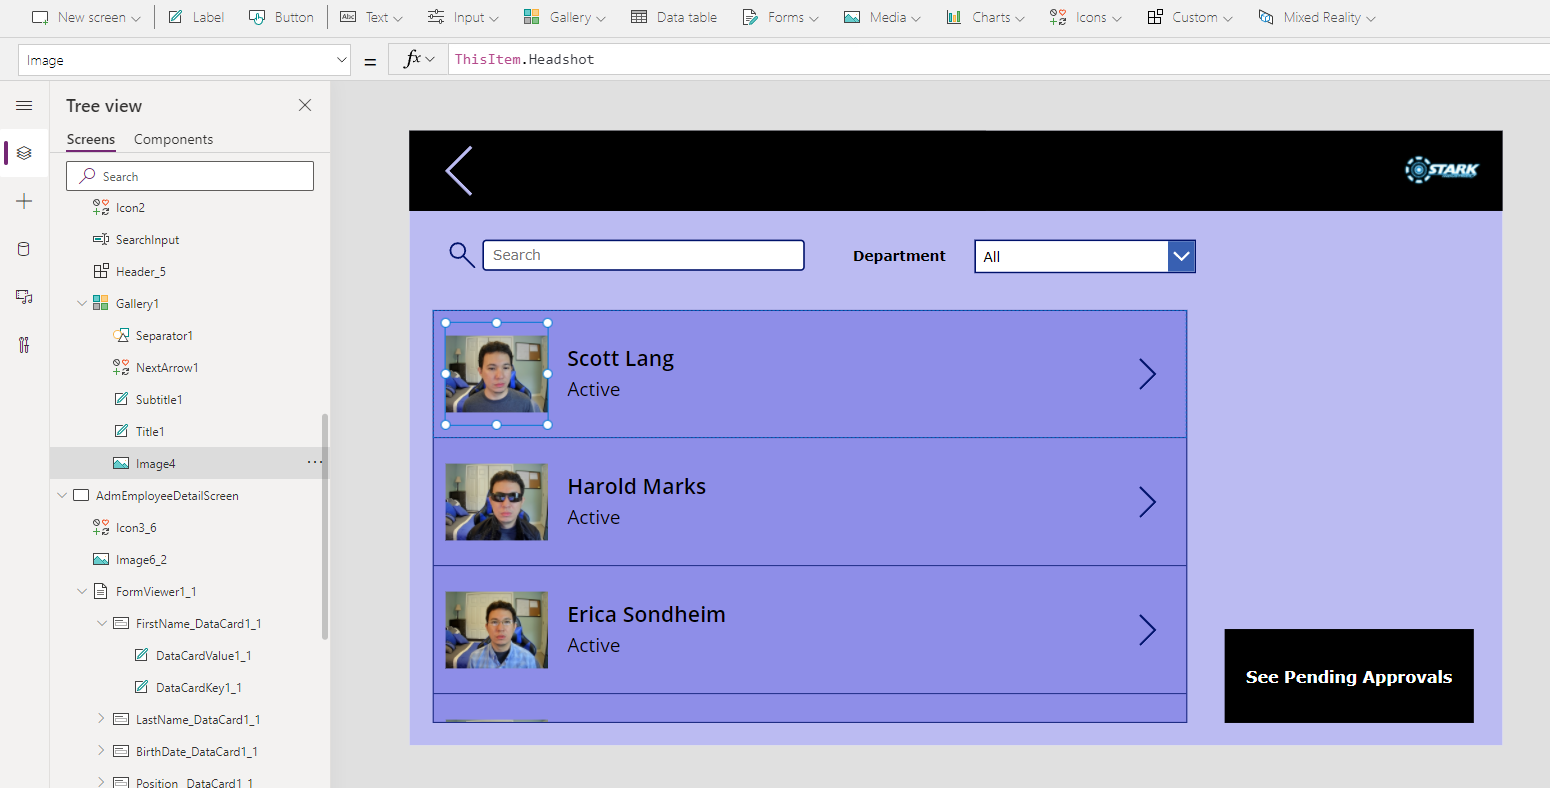 New screen Label Button Text Input Gallery Data table Forms Media Charts Icons Custom Mixed Reality
Image = fx ThisItem.Headshot
Tree view
Screens Components
Search
Icon2
SearchInput
Header_5
Gallery1
Separator1
NextArrow1
Subtitle1
Title1
Image4
AdmEmployeeDetailScreen
Icon3_6
Image6_2
FormViewer1_1
FirstName_DataCard1_1
DataCardValue1_1
DataCardKey1_1
LastName_DataCard1_1
BirthDate_DataCard1_1
Position_DataCard1_1
STARK
Search
Department
All
Scott Lang
Active
Harold Marks
Active
Erica Sondheim
Active
See Pending Approvals